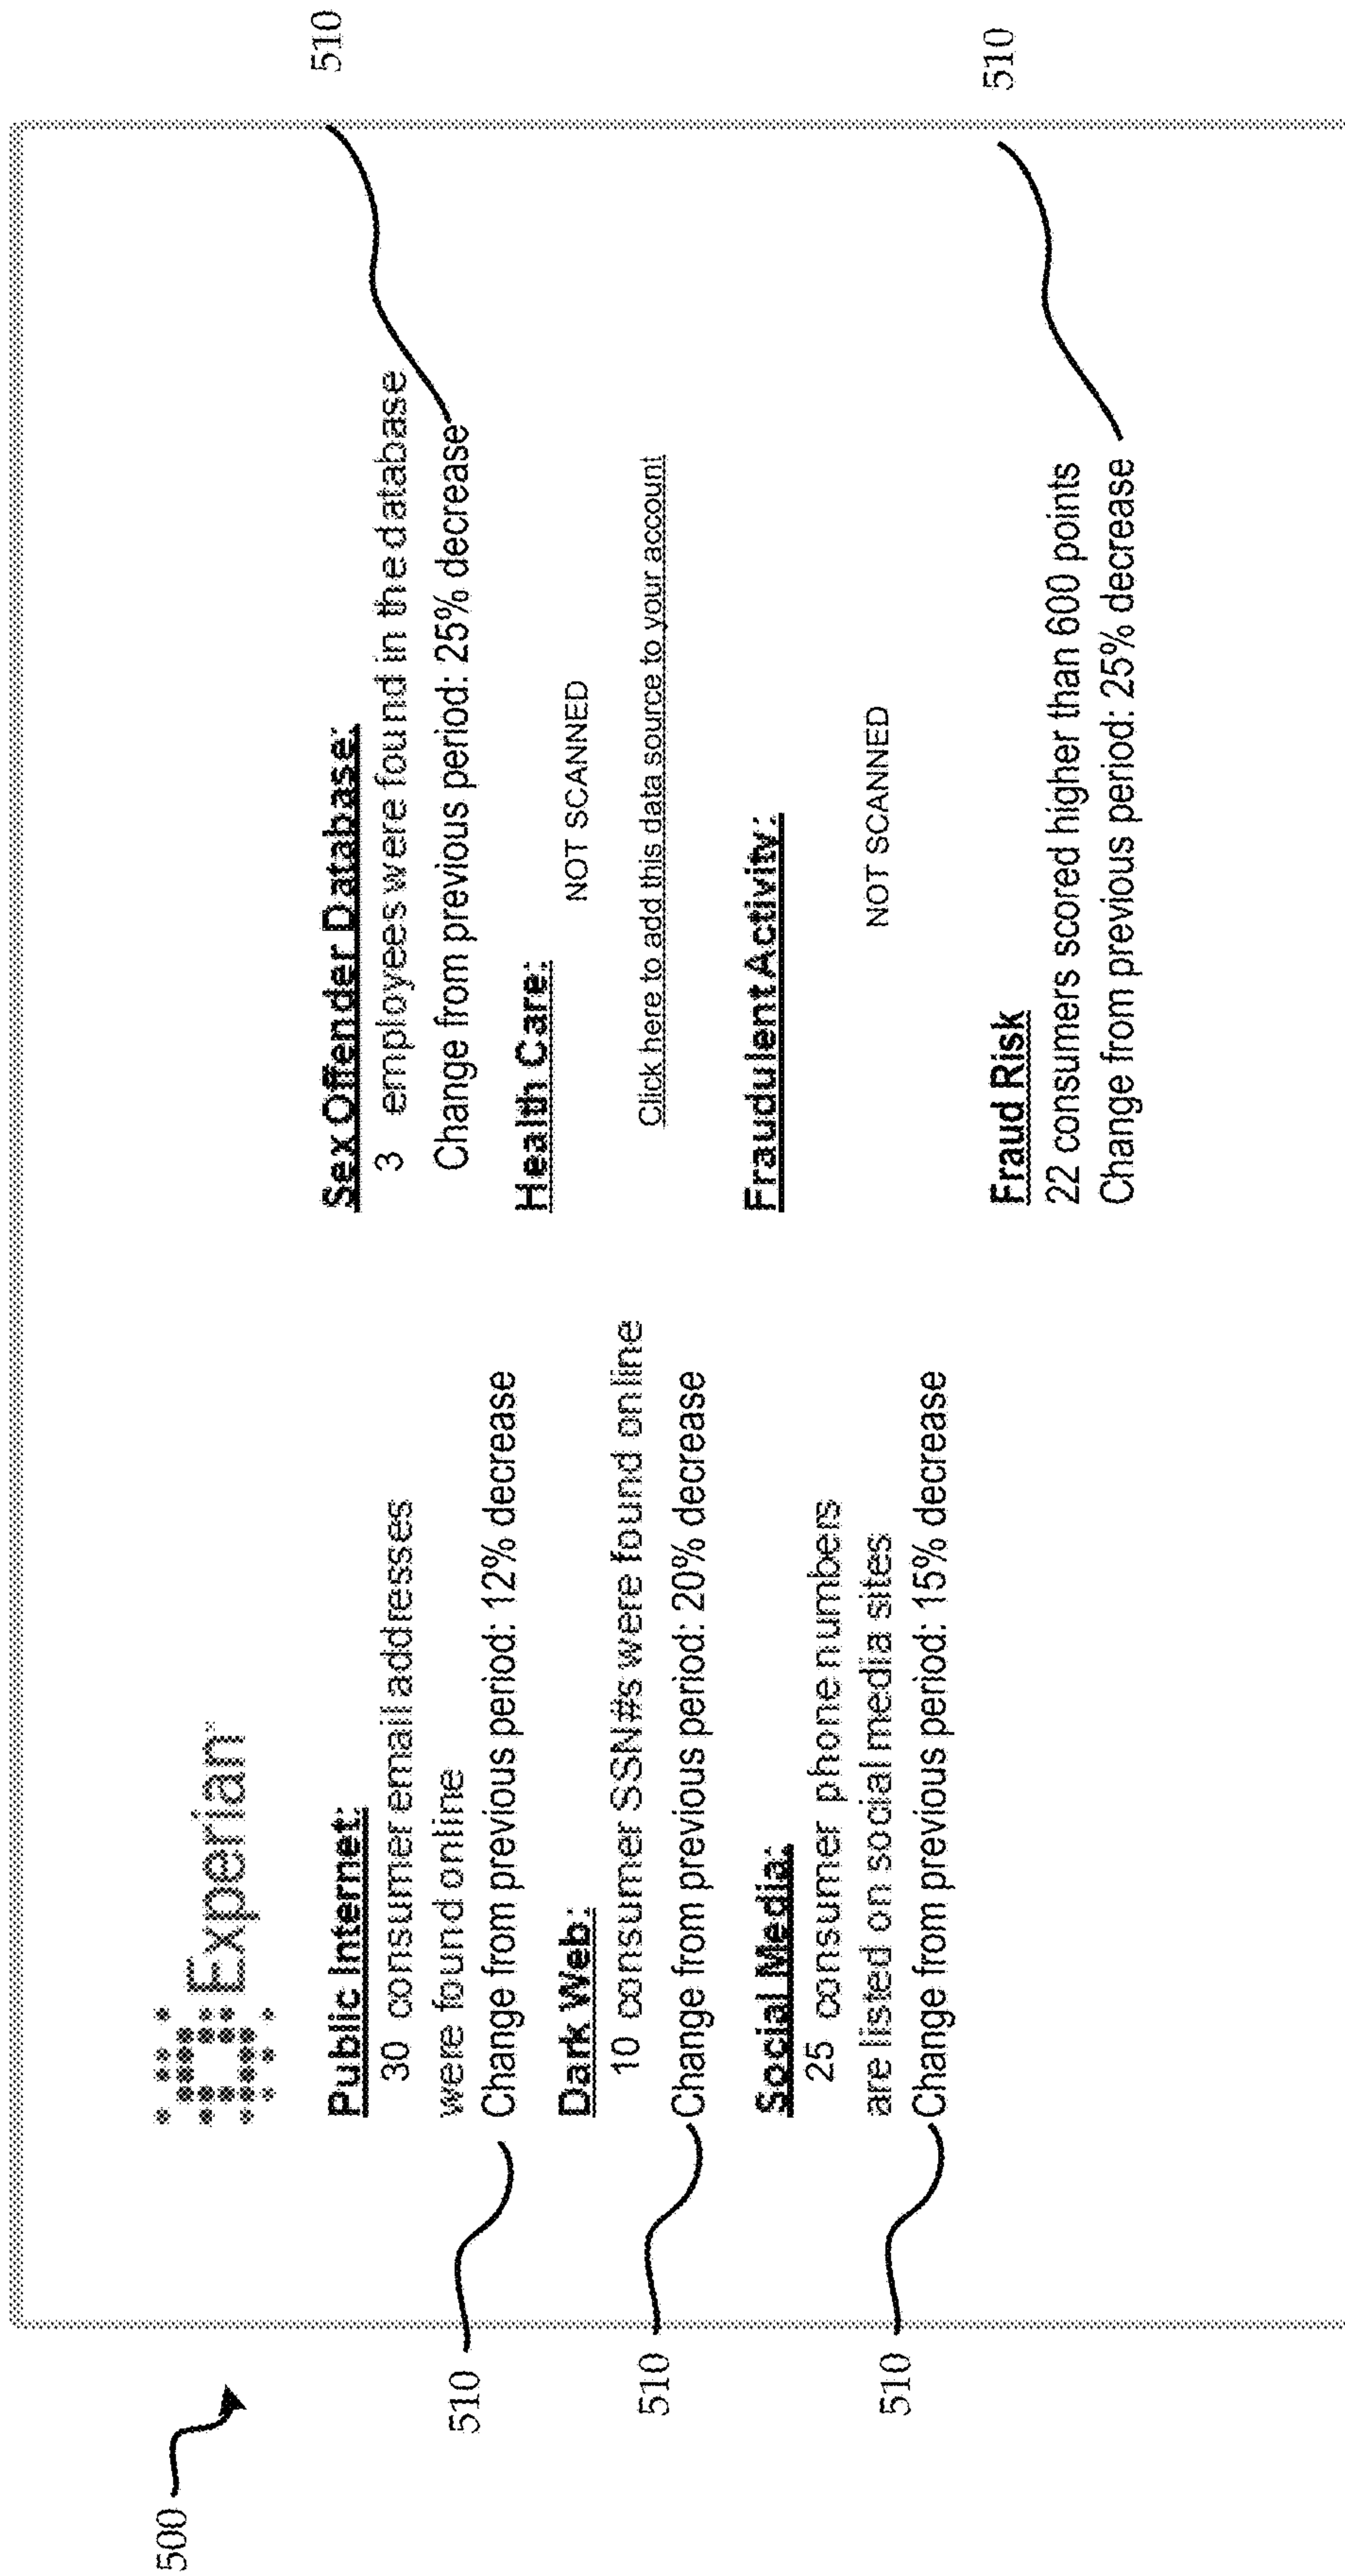 500
Experian
Public Internet:
30 consumer email addresses
were found online
510
Change from previous period: 12% decrease
Dark Web:
10 consumer SSN#s were found online
510
Change from previous period: 20% decrease
Social Media:
25 consumer phone numbers
are listed on social media sites
510
Change from previous period: 15% decrease
510
Sex Offender Database:
3 employees were found in the database
Change from previous period: 25% decrease
Health Care:
NOT SCANNED
Click here to add this data source to your account
Fraudulent Activity:
NOT SCANNED
510
Fraud Risk
22 consumers scored higher than 600 points
Change from previous period: 25% decrease